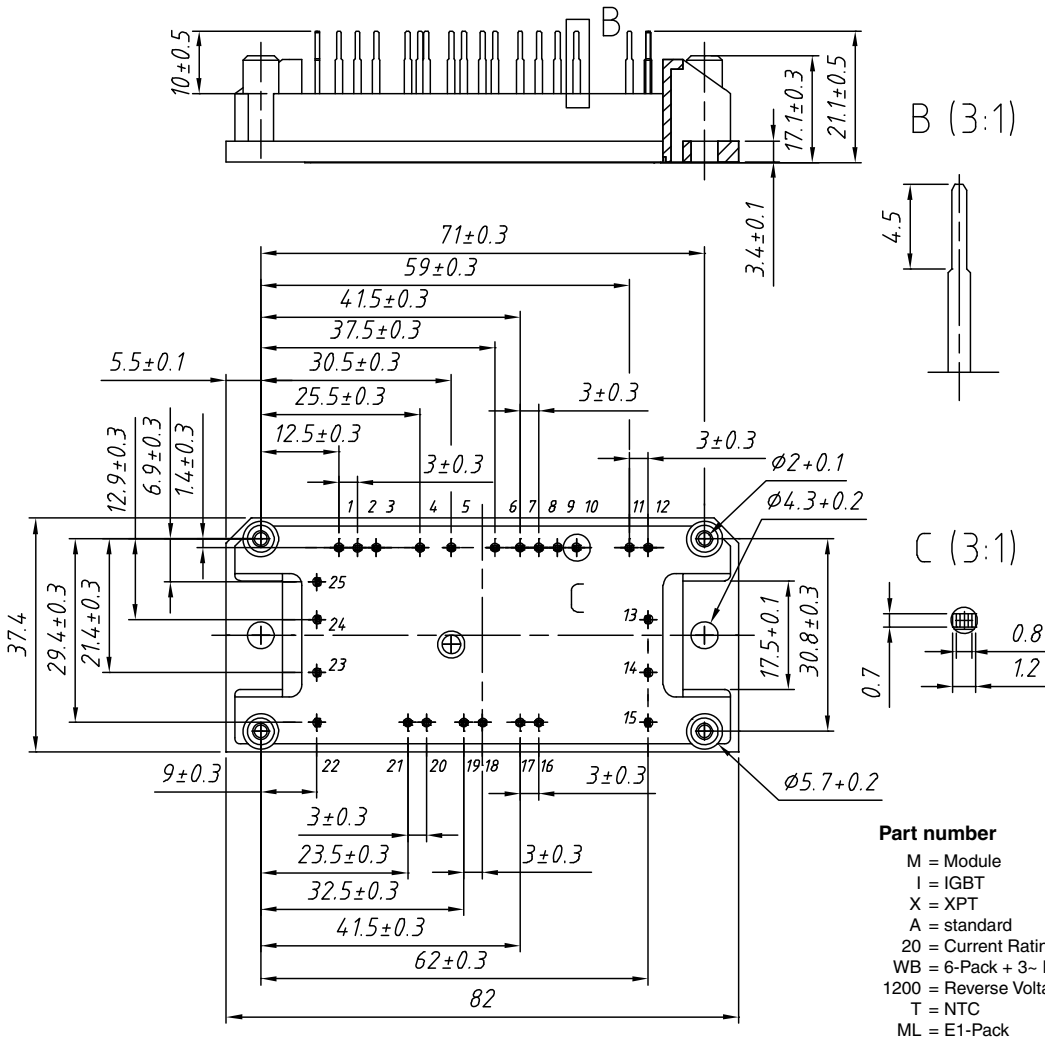 B
10±0.5
17.1±0.3
21.1±0.5
3.4±0.1
B (3:1)
4.5
71±0.3
59±0.3
41.5±0.3
37.5±0.3
5.5±0.1
30.5±0.3
25.5±0.3
3±0.3
12.5±0.3
3±0.3
3±0.3
12.9±0.3
6.9±0.3
1.4±0.3
φ2+0.1
φ4.3+0.2
1 2 3 4 5 6 7 8 9 10 11 12
C
C (3:1)
25
24
23
13
14
15
37.4
29.4±0.3
21.4±0.3
17.5+0.1
30.8±0.3
0.7
0.8
1.2
22 21 20 19 18 17 16
9±0.3
3±0.3
φ5.7+0.2
3±0.3
23.5±0.3
3±0.3
32.5±0.3
41.5±0.3
62±0.3
82
Part number
M = Module
I = IGBT
X = XPT
A = standard
20 = Current
WB = 6-Pack + 3~
1200 = Reverse
T = NTC
ML = E1-Pack